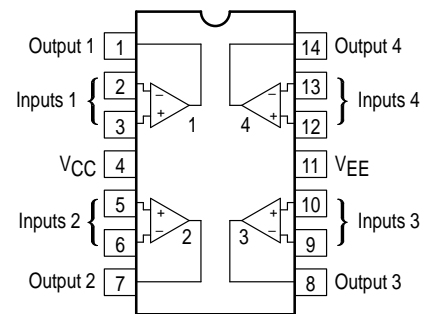 Output 1 1 14 Output 4
Inputs 1 { 2 − − 13 } Inputs 4
3 + 1 4 + 12
VCC 4 11 VEE
Inputs 2 { 5 + + 10 } Inputs 3
6 − 2 3 − 9
Output 2 7 8 Output 3